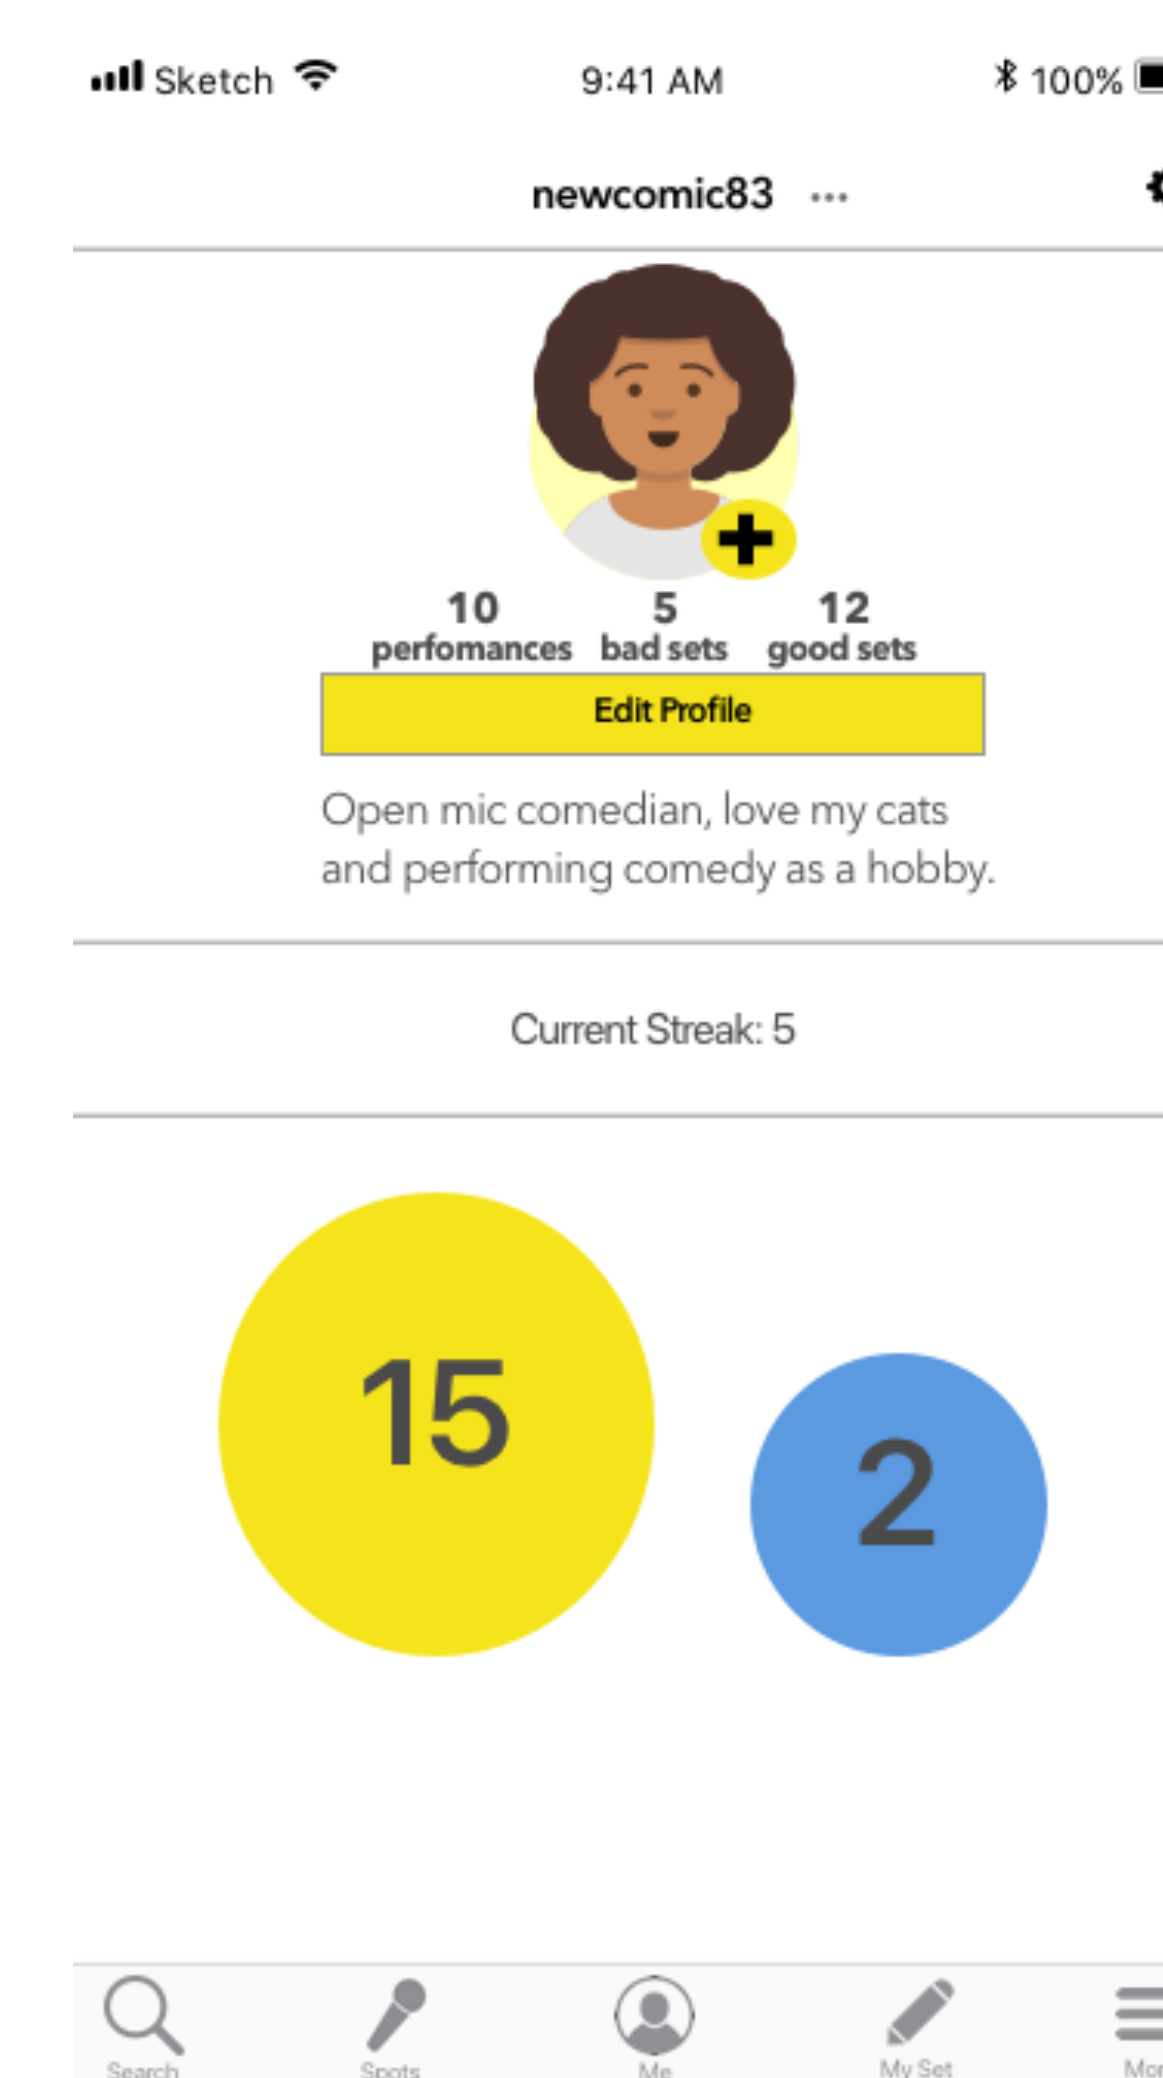 Sketch 9:41 AM 100%
newcomic83 ...
10 5 12
perfomances bad sets good sets
Edit Profile
Open mic comedian, love my cats
and performing comedy as a hobby.
Current Streak: 5
15
2
Search Spots Me My Set